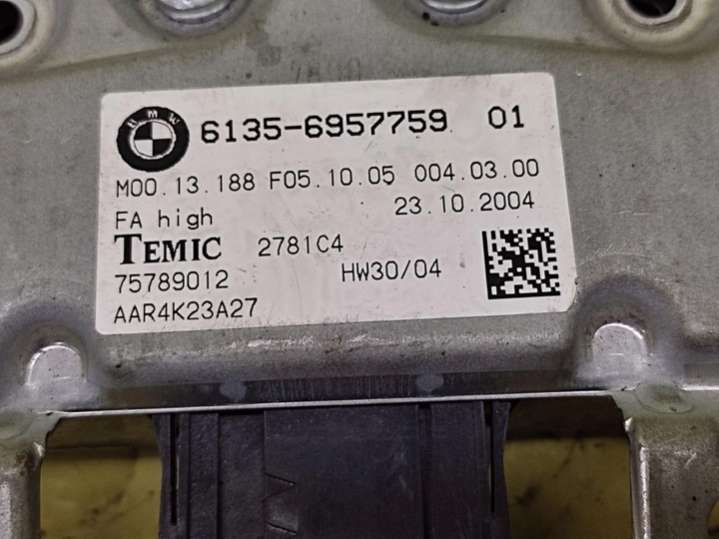 BMW 6135-6957759 01
M00.13.188 F05.10.05 004.03.00
FA high 23.10.2004
TEMIC 2781C4
75789012 HW30/04
AAR4K23A27